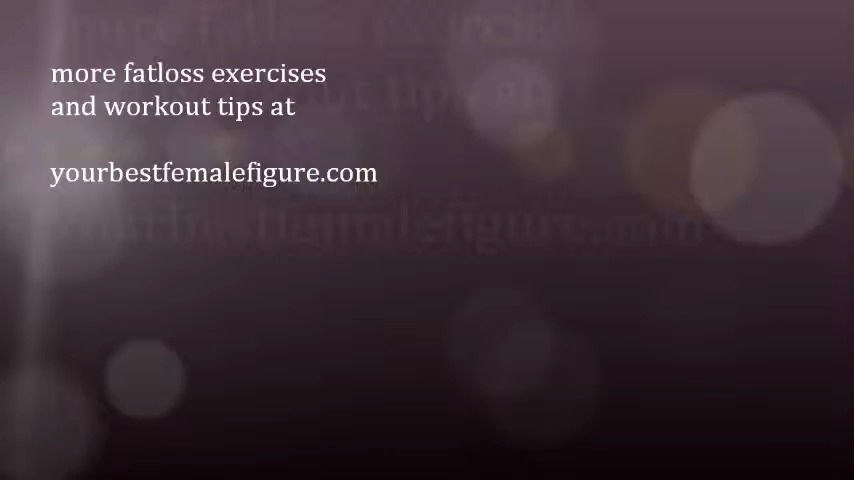 more fatloss exercises
and workout tips at
yourbestfemalefigure.com